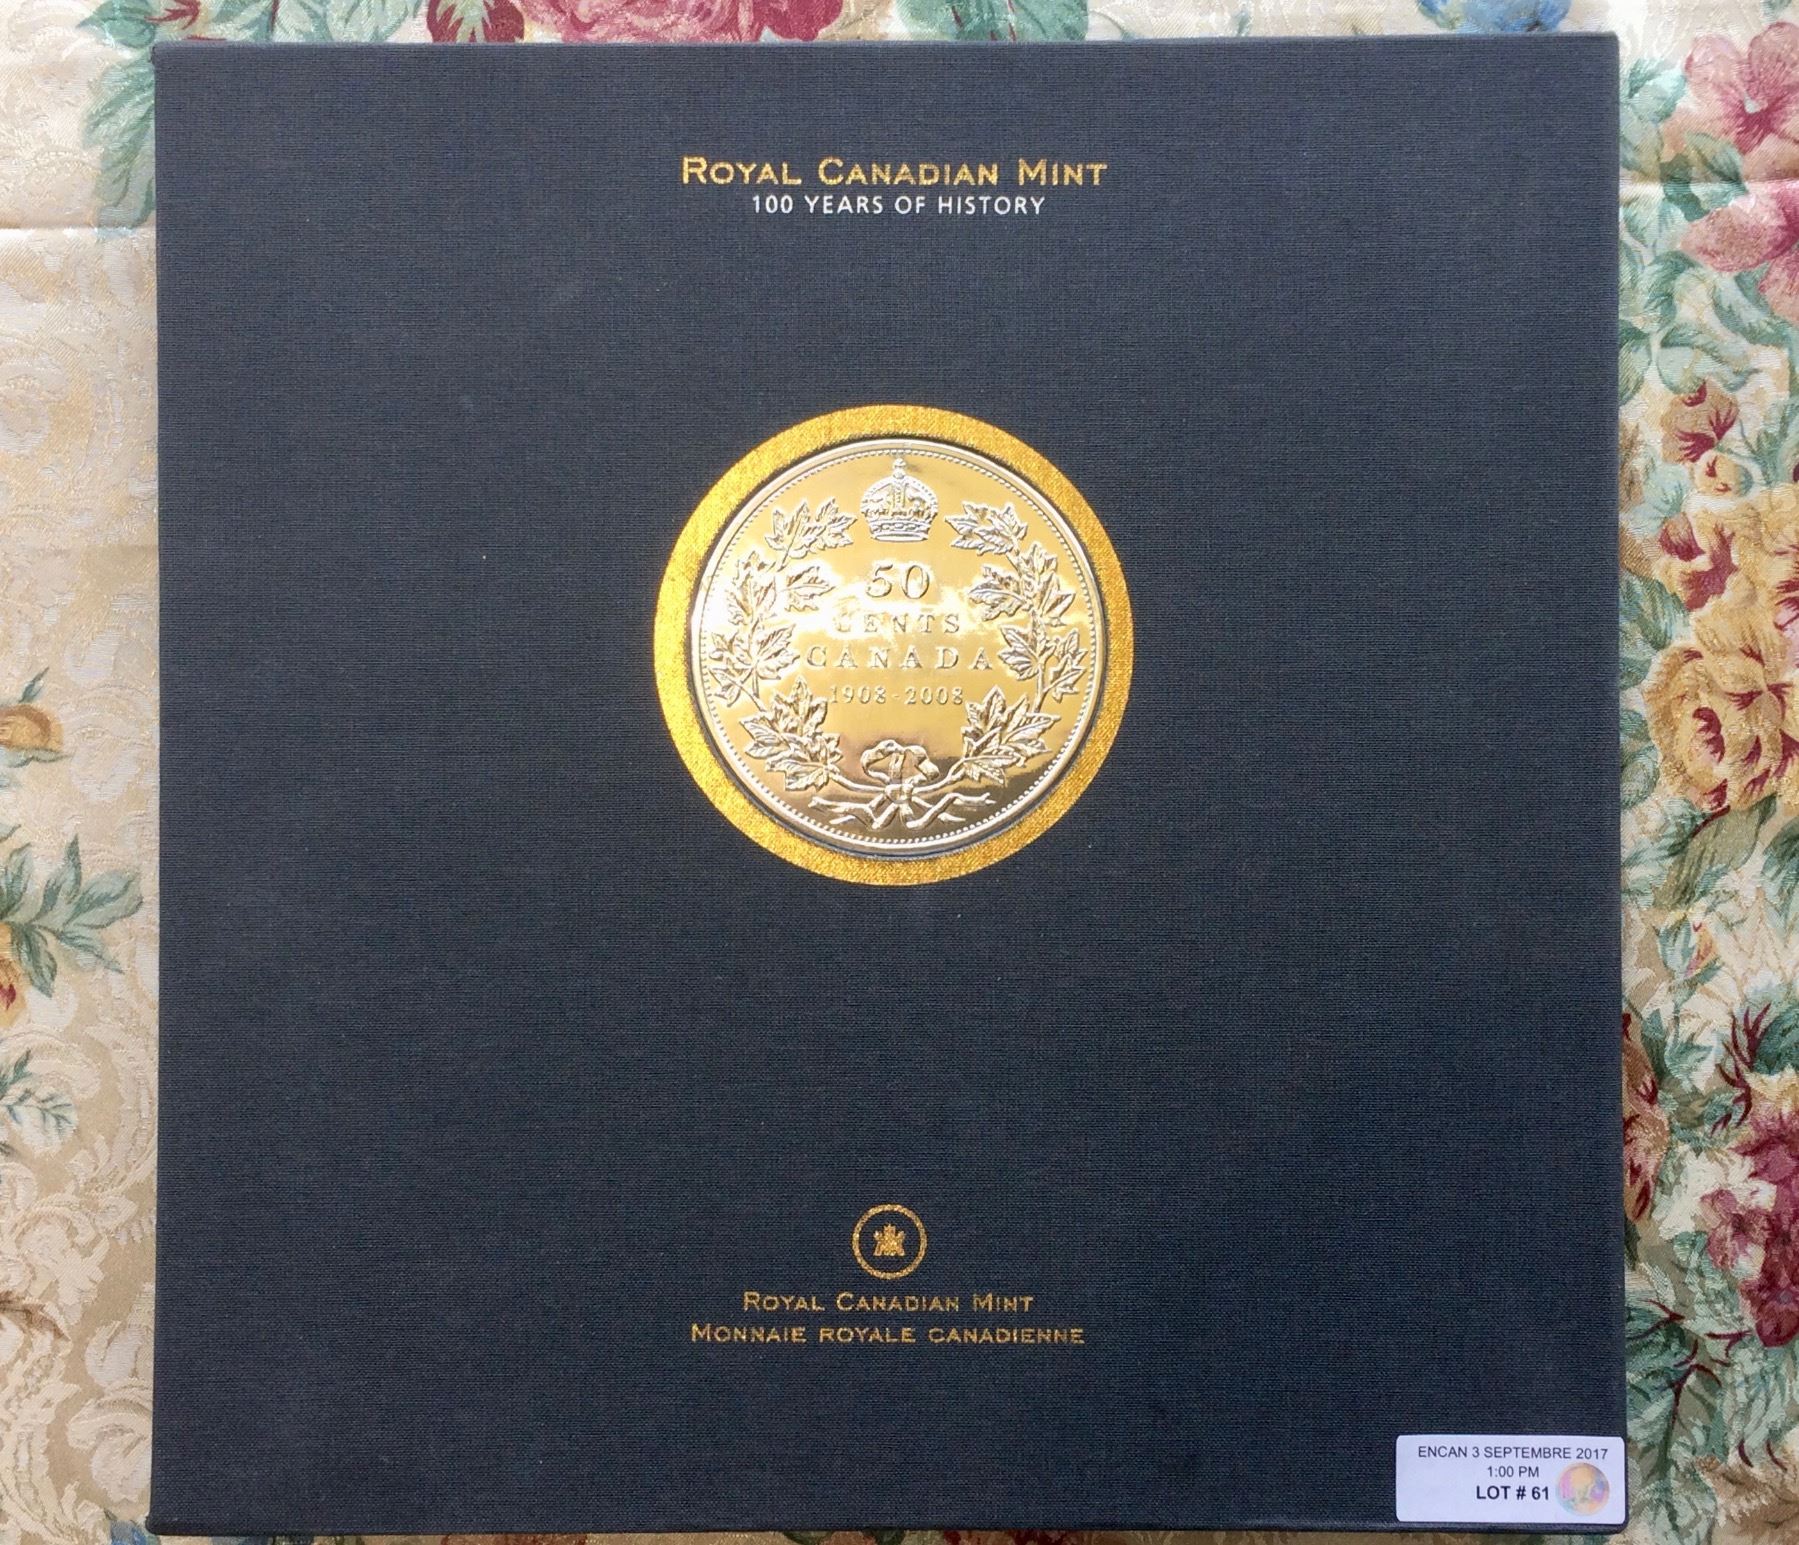 ROYAL CANADIAN MINT
100 YEARS OF HISTORY
50
CENTS
CANADA
1908-2008
ROYAL CANADIAN MINT
MONNAIE ROYALE CANADIENNE
ENCAN 3 SEPTEMBRE 2017
1:00 PM
LOT # 61